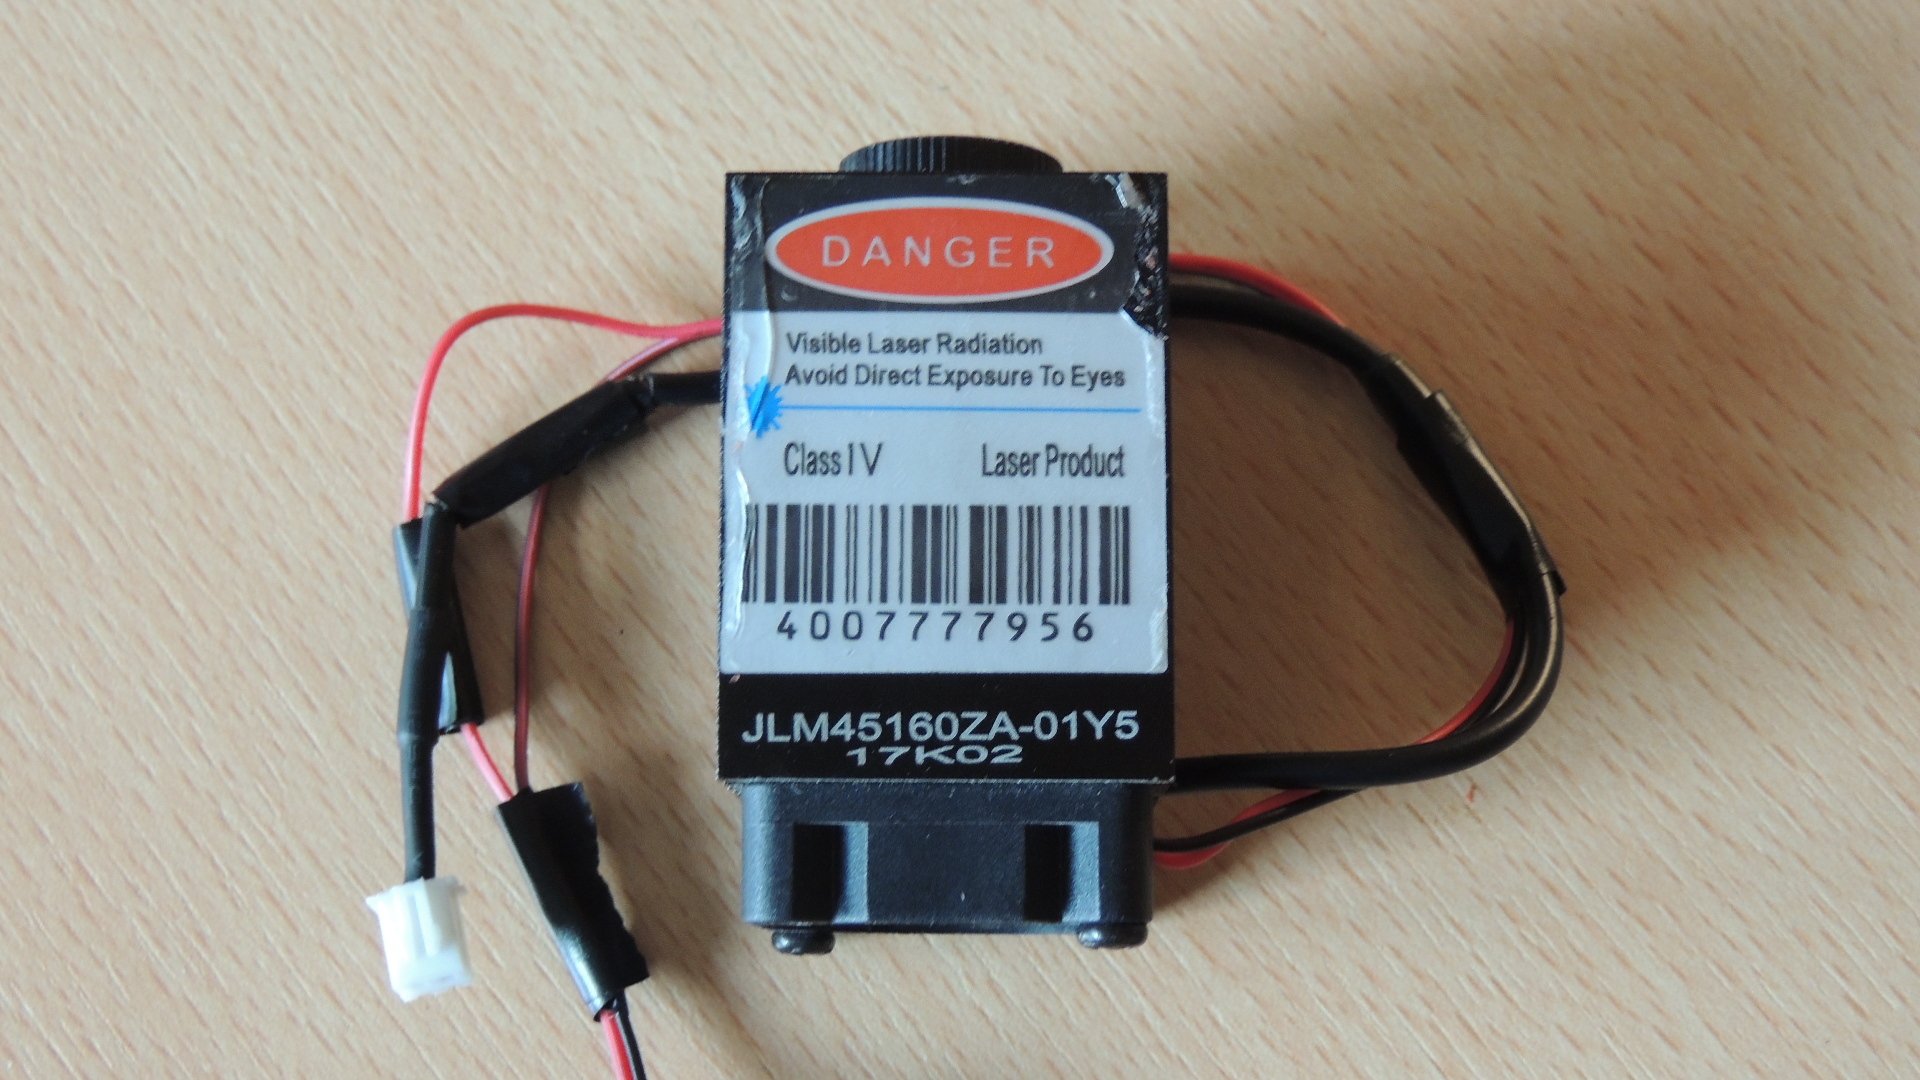 DANGER
Visible Laser Radiation
Avoid Direct Exposure To Eyes
Class IV Laser Product
4007777956
JLM45160ZA-01Y5
17K02